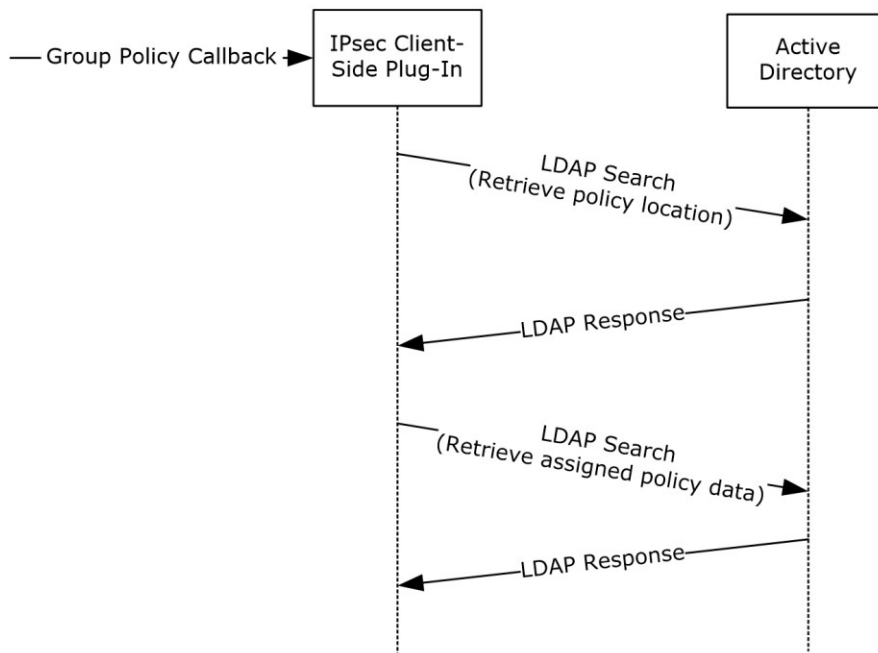 Group Policy Callback
IPsec Client-
Side Plug-In
Active
Directory
LDAP Search
(Retrieve policy location)
LDAP Response
LDAP Search
(Retrieve assigned policy data)
LDAP Response